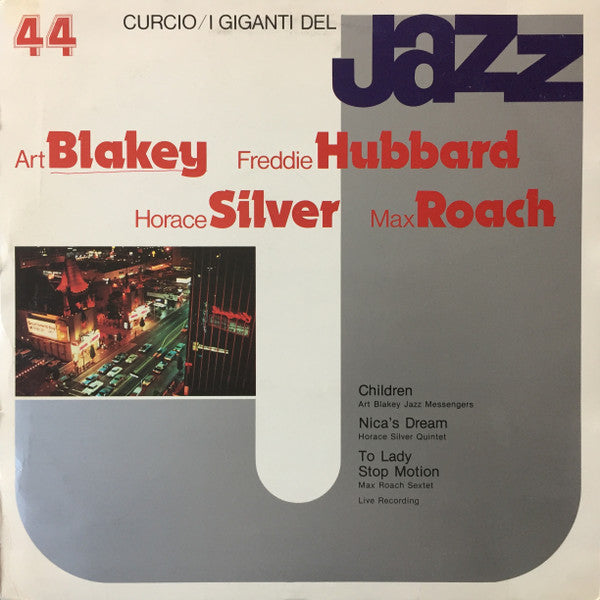 44 CURCIO/I GIGANTI DEL
Jazz
Art Blakey Freddie Hubbard
Horace Silver Max Roach
Children
Art Blakey Jazz Messengers
Nica's Dream
Horace Silver Quintet
To Lady
Stop Motion
Max Roach Sextet
Live Recording